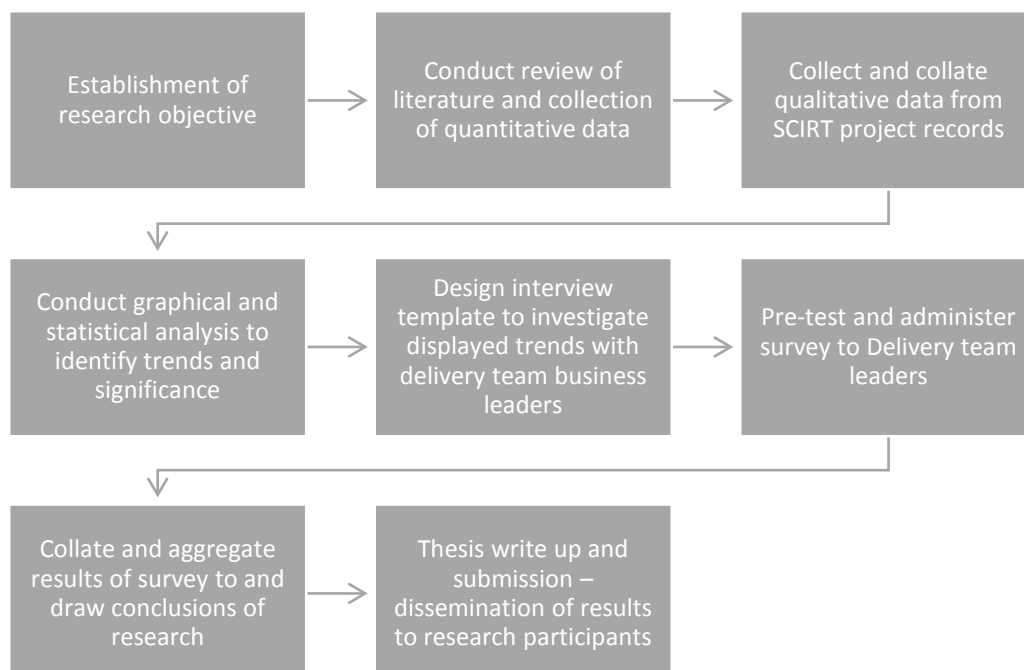 Establishment of
research objective
Conduct review of
literature and collection
of quantitative data
Collect and collate
qualitative data from
SCIRT project records
Conduct graphical and
statistical analysis to
identify trends and
significance
Design interview
template to investigate
displayed trends with
delivery team business
leaders
Pre-test and administer
survey to Delivery team
leaders
Collate and aggregate
results of survey to and
draw conclusions of
research
Thesis write up and
submission –
dissemination of results
to research participants